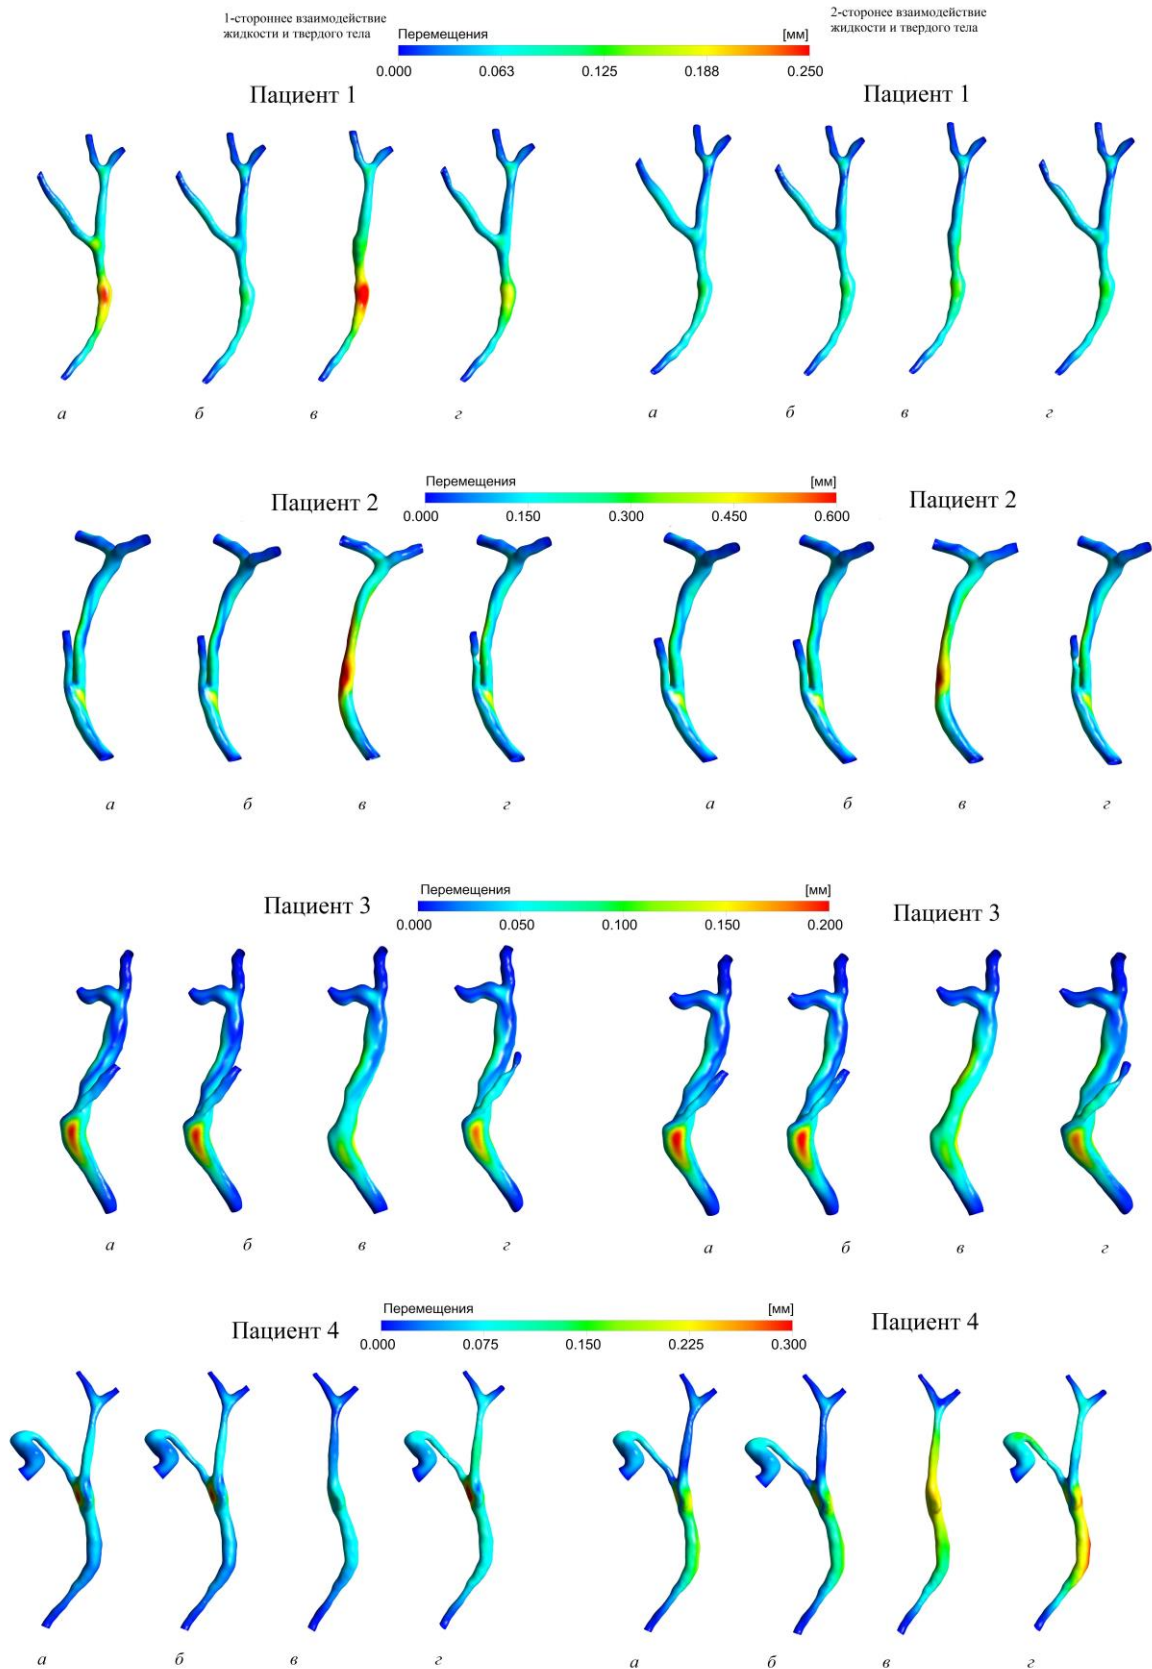 1-стороннее взаимодействие
жидкости и твердого тела
2-стороннее взаимодействие
жидкости и твердого тела
Перемещения [мм]
0.000 0.063 0.125 0.188 0.250
Пациент 1 Пациент 1
а б в г а б в г
Перемещения [мм]
Пациент 2 Пациент 2
0.000 0.150 0.300 0.450 0.600
а б в г а б в г
Перемещения [мм]
Пациент 3 Пациент 3
0.000 0.050 0.100 0.150 0.200
а б в г а б в г
Перемещения [мм]
Пациент 4 Пациент 4
0.000 0.075 0.150 0.225 0.300
а б в г а б в г